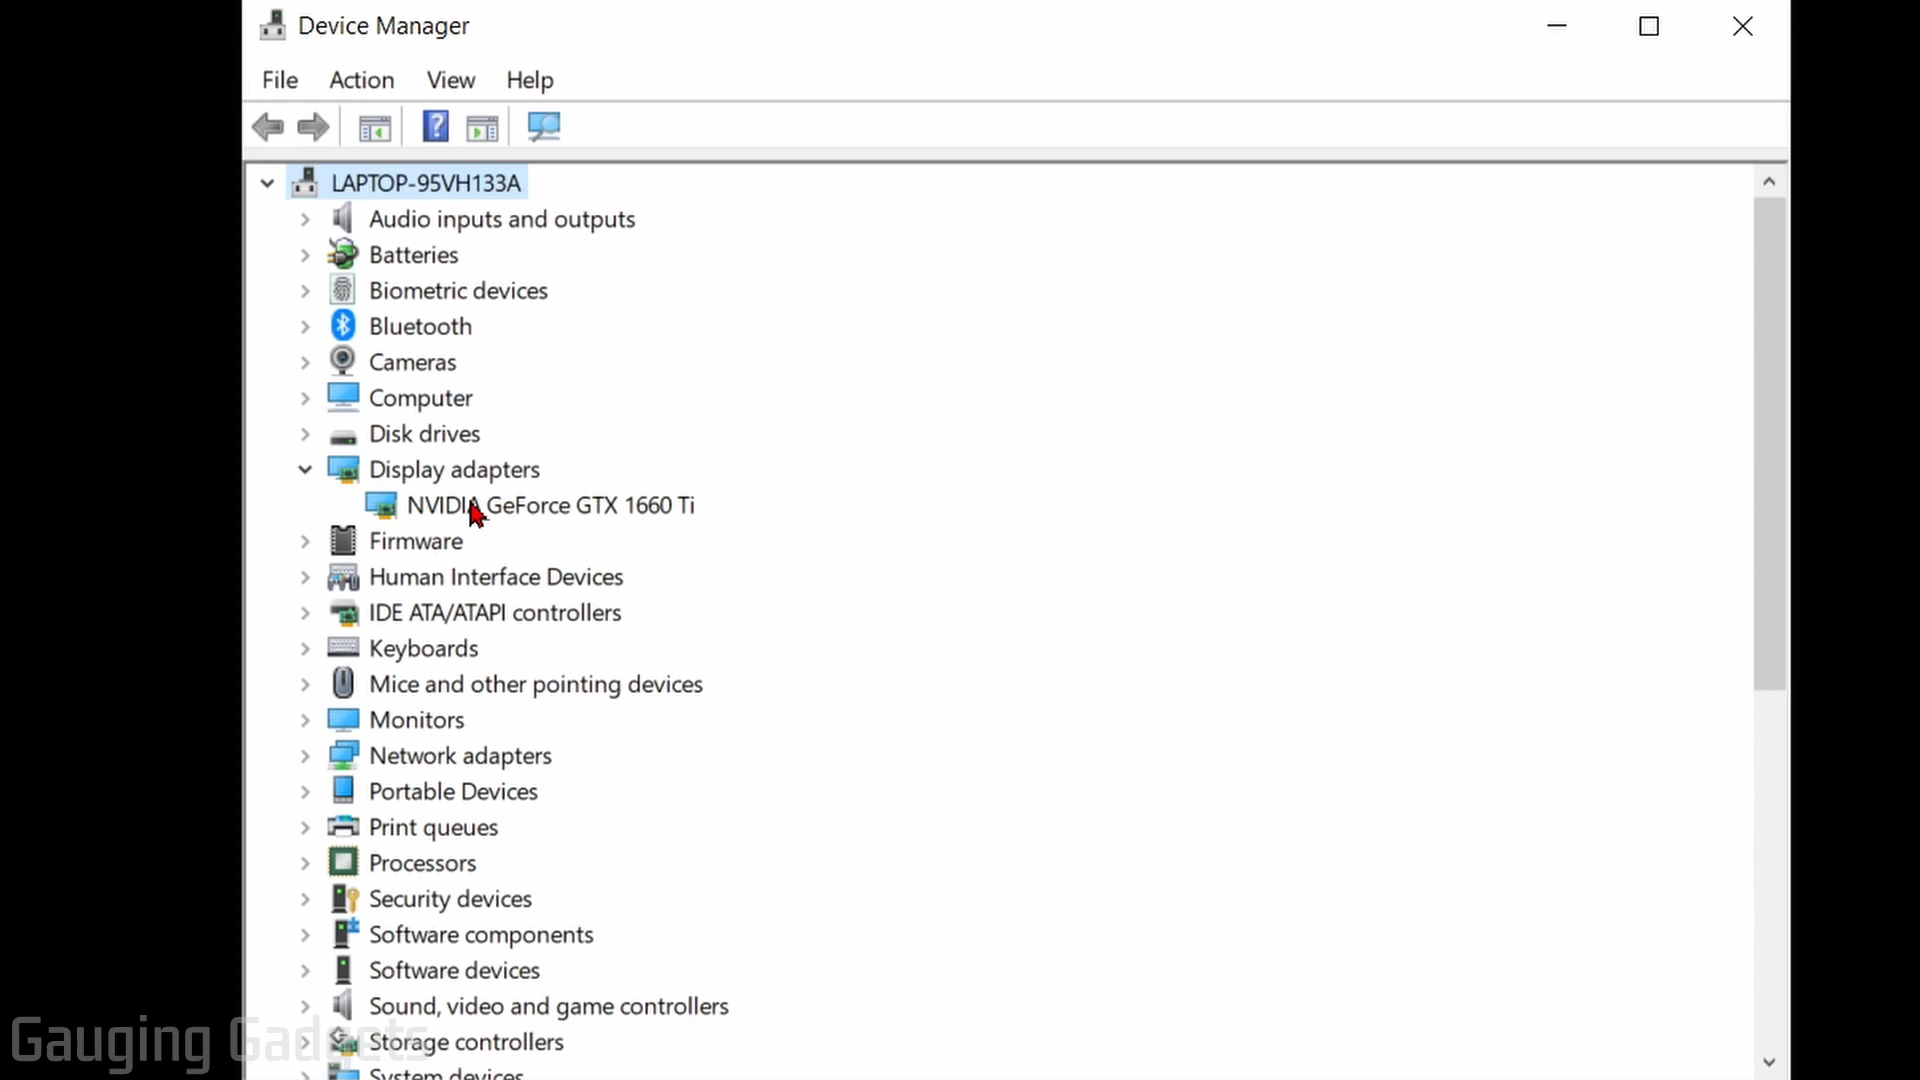 Device Manager
File Action View Help
LAPTOP-95VH133A
Audio inputs and outputs
Batteries
Biometric devices
Bluetooth
Cameras
Computer
Disk drives
Display adapters
NVIDIA GeForce GTX 1660 Ti
Firmware
Human Interface Devices
IDE ATA/ATAPI controllers
Keyboards
Mice and other pointing devices
Monitors
Network adapters
Portable Devices
Print queues
Processors
Security devices
Software components
Software devices
Sound, video and game controllers
Storage controllers
System devices
Gauging Gadgets